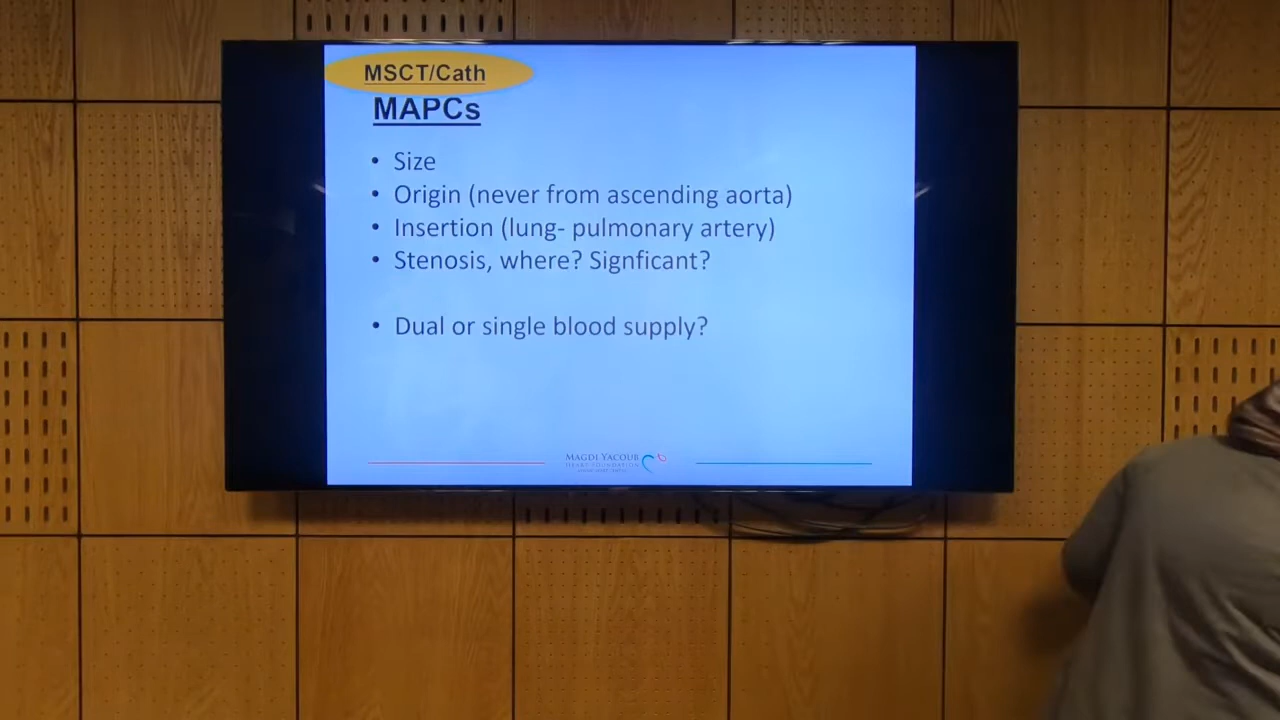 MSCT/Cath
MAPCs
• Size
• Origin (never from ascending aorta)
• Insertion (lung- pulmonary artery)
• Stenosis, where? Signficant?
• Dual or single blood supply?
MAGDI YACOUB
HEART FOUNDATION